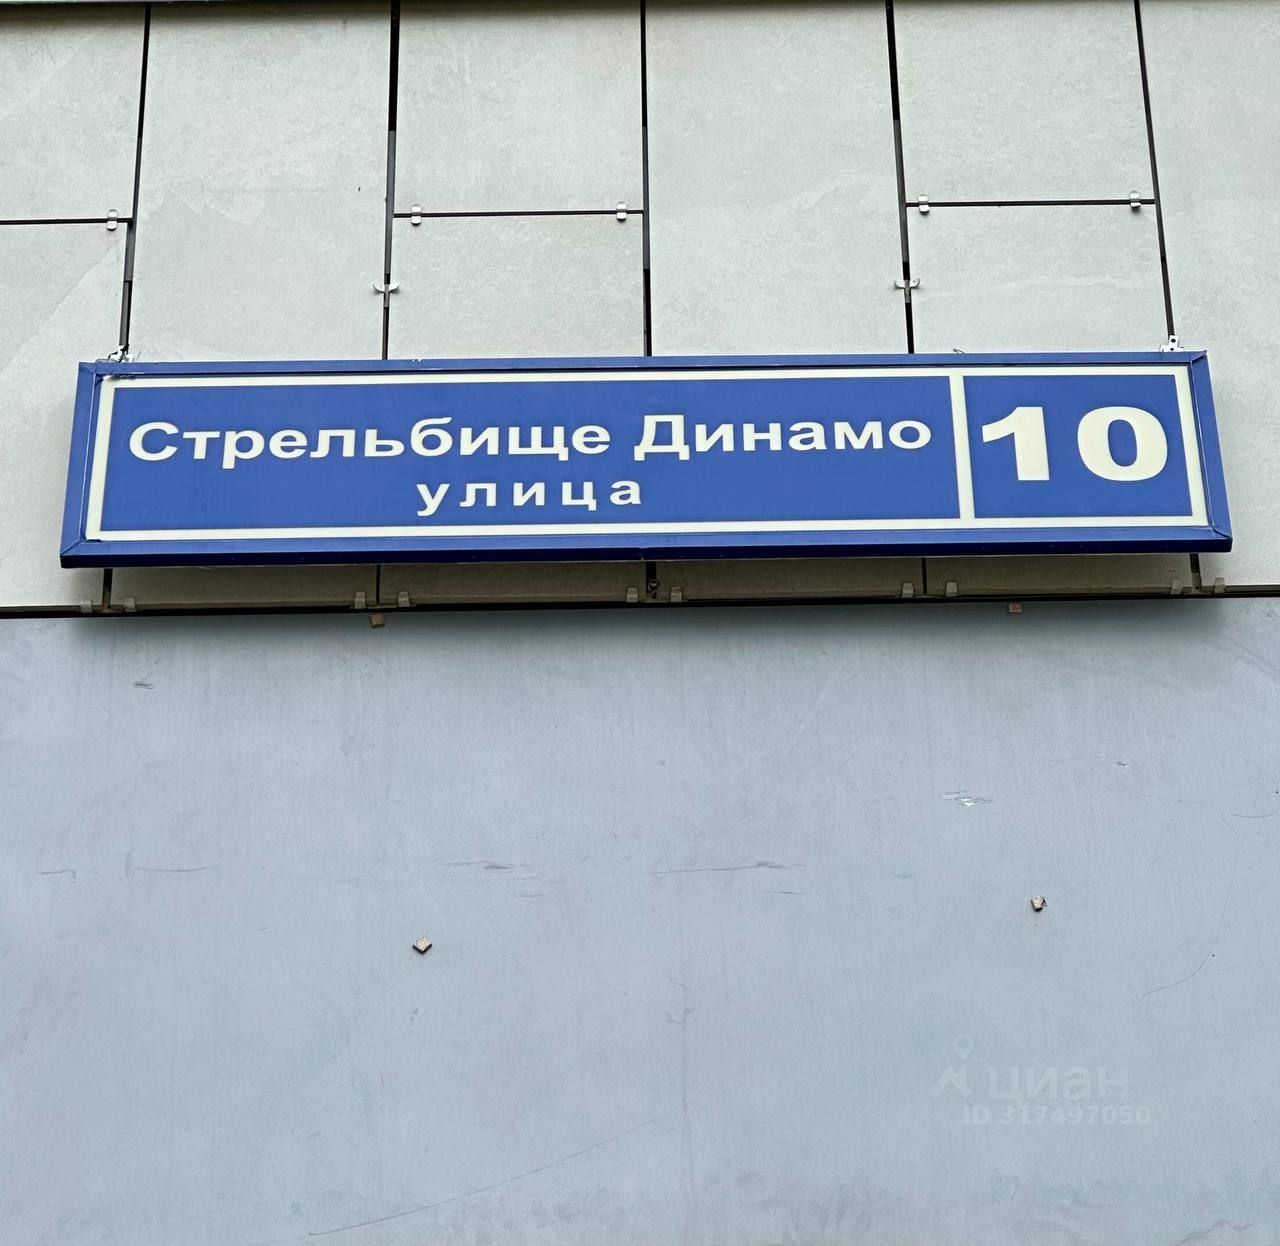 Стрельбище Динамо
улица
10
циан
ID 317497050